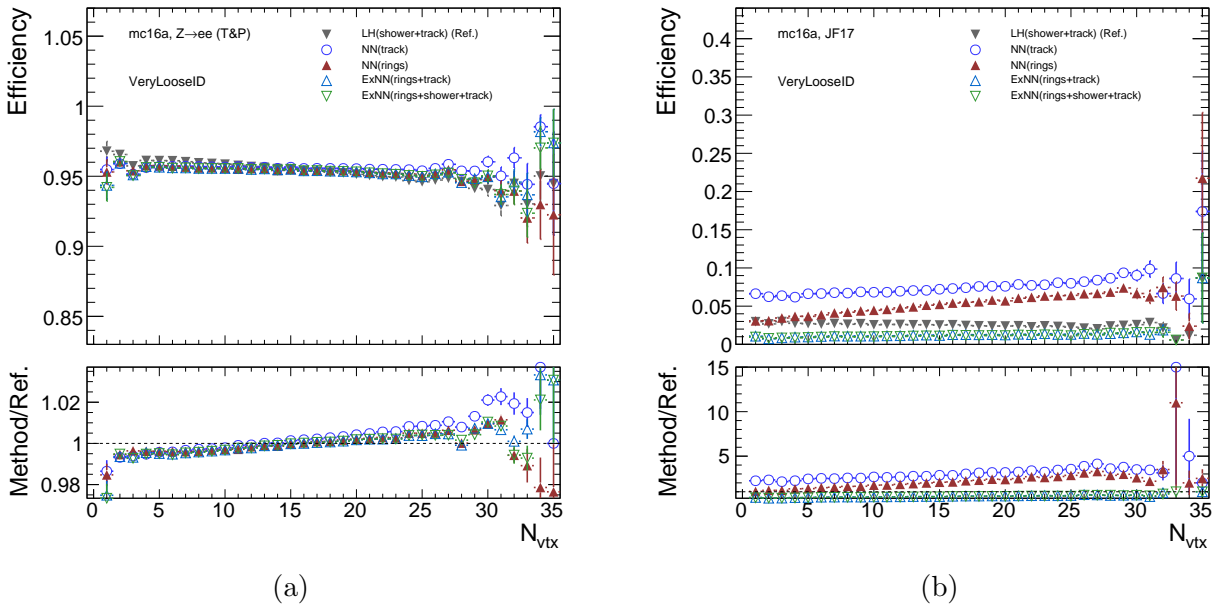 1.05
1
0.95
0.9
0.85
Efficiency
mc16a, Z→ee (T&P)
VeryLooseID
LH(shower+track) (Ref.)
NN(track)
NN(rings)
ExNN(rings+track)
ExNN(rings+shower+track)
1.02
1
0.98
Method/Ref.
0 5 10 15 20 25 30 35
N_vtx
(a)
0.4
0.35
0.3
0.25
0.2
0.15
0.1
0.05
0
Efficiency
mc16a, JF17
VeryLooseID
LH(shower+track) (Ref.)
NN(track)
NN(rings)
ExNN(rings+track)
ExNN(rings+shower+track)
15
10
5
Method/Ref.
0 5 10 15 20 25 30 35
N_vtx
(b)